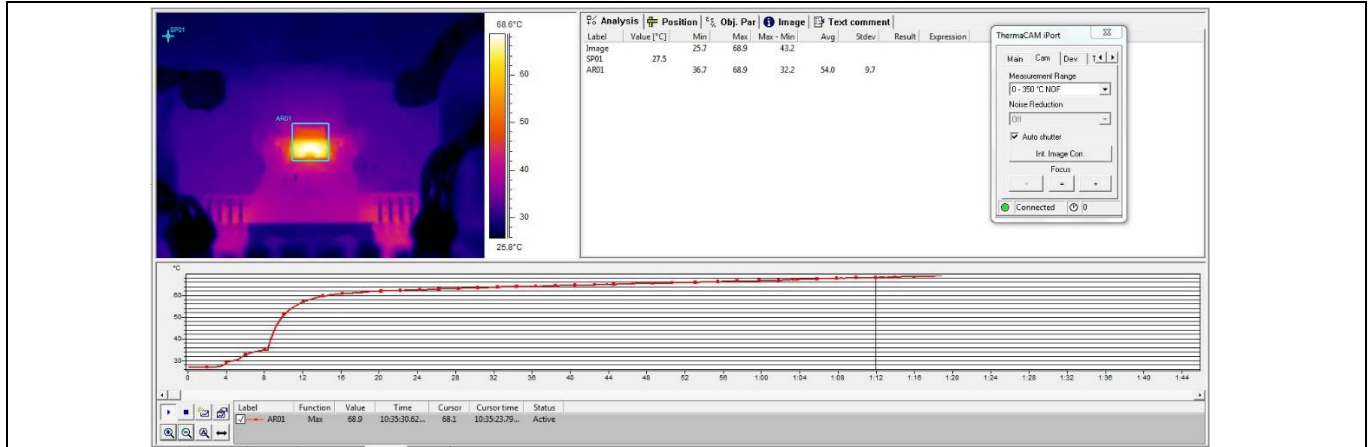 SP01
AR01
68.6°C
60
50
40
30
25.8°C
Analysis Position Obj. Par Image Text comment
Label Value [°C] Min Max Max - Min Avg Stdev Result Expression
Image 25.7 68.9 43.2
SP01 27.5
AR01 36.7 68.9 32.2 54.0 9.7
ThermaCAM iPort
Main Cam Dev
Measurement Range
0 - 350 °C NOF
Noise Reduction
Off
Auto shutter
Int. Image Corr.
Focus
- = +
Connected 0
°C
60
50
40
30
0 4 8 12 16 20 24 28 32 36 40 44 48 52 56 1:00 1:04 1:08 1:12 1:16 1:20 1:24 1:28 1:32 1:36 1:40 1:44
Label Function Value Time Cursor Cursor time Status
AR01 Max 68.9 10:35:30.62... 68.1 10:35:23.79... Active